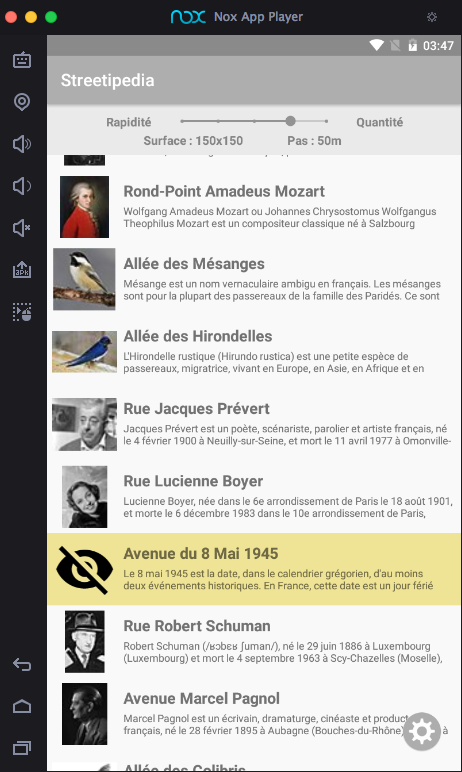 nox Nox App Player
03:47
Streetipedia
Rapidité Quantité
Surface : 150x150 Pas : 50m
Rond-Point Amadeus Mozart
Wolfgang Amadeus Mozart ou Johannes Chrysostomus Wolfgangus
Theophilus Mozart est un compositeur classique né à Salzbourg
Allée des Mésanges
Mésange est un nom vernaculaire ambigu en français. Les mésanges
sont pour la plupart des passereaux de la famille des Paridés. Ce sont
Allée des Hirondelles
L'Hirondelle rustique (Hirundo rustica) est une petite espèce de
passereaux, migratrice, vivant en Europe, en Asie, en Afrique et en
Rue Jacques Prévert
Jacques Prévert est un poète, scénariste, parolier et artiste français, né
le 4 février 1900 à Neuilly-sur-Seine, et mort le 11 avril 1977 à Omonville-
Rue Lucienne Boyer
Lucienne Boyer, née dans le 6e arrondissement de Paris le 18 août 1901,
et morte le 6 décembre 1983 dans le 10e arrondissement de Paris,
Avenue du 8 Mai 1945
Le 8 mai 1945 est la date, dans le calendrier grégorien, d'au moins
deux événements historiques. En France, cette date est un jour férié
Rue Robert Schuman
Robert Schuman (/ʁɔbɛʁ ʃuman/), né le 29 juin 1886 à Luxembourg
(Luxembourg) et mort le 4 septembre 1963 à Scy-Chazelles (Moselle),
Avenue Marcel Pagnol
Marcel Pagnol est un écrivain, dramaturge, cinéaste et product
français, né le 28 février 1895 à Aubagne (Bouches-du-Rhône) à
Allée des Colibris